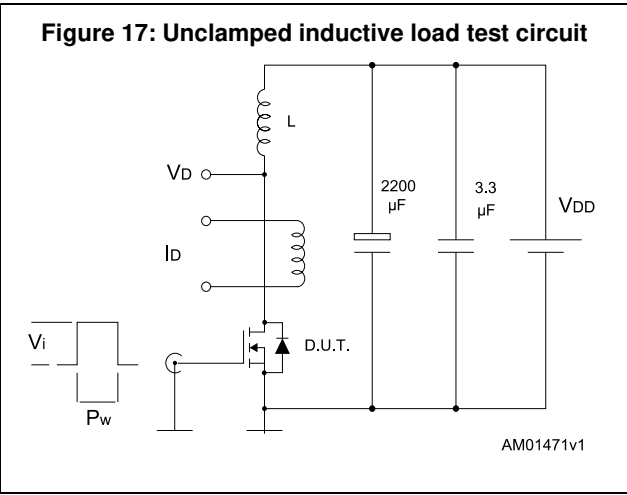 Figure 17: Unclamped inductive load test circuit
L
VD
2200
µF
3.3
µF
VDD
ID
Vi
D.U.T.
Pw
AM01471v1